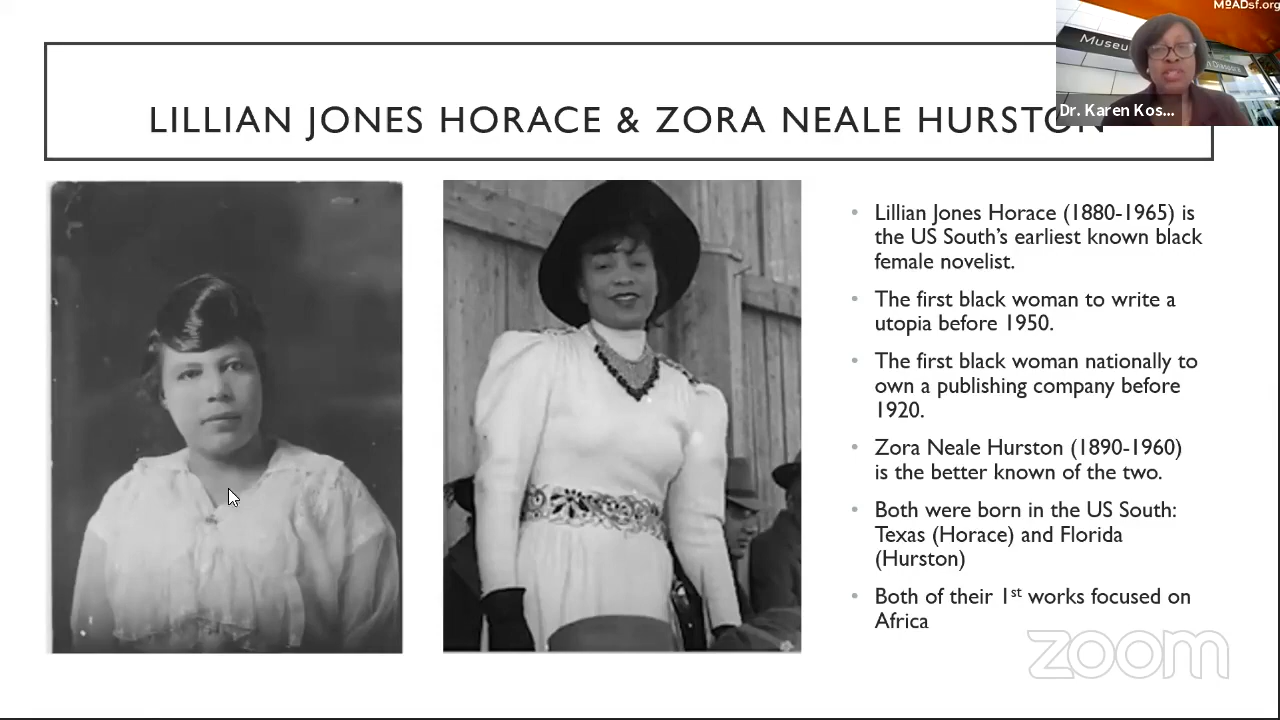 MoADsf.org
Museu
Dr. Karen Kos...
LILLIAN JONES HORACE & ZORA NEALE HURSTON
• Lillian Jones Horace (1880-1965) is
the US South’s earliest known black
female novelist.
• The first black woman to write a
utopia before 1950.
• The first black woman nationally to
own a publishing company before
1920.
• Zora Neale Hurston (1890-1960)
is the better known of the two.
• Both were born in the US South:
Texas (Horace) and Florida
(Hurston)
• Both of their 1st works focused on
Africa
zoom